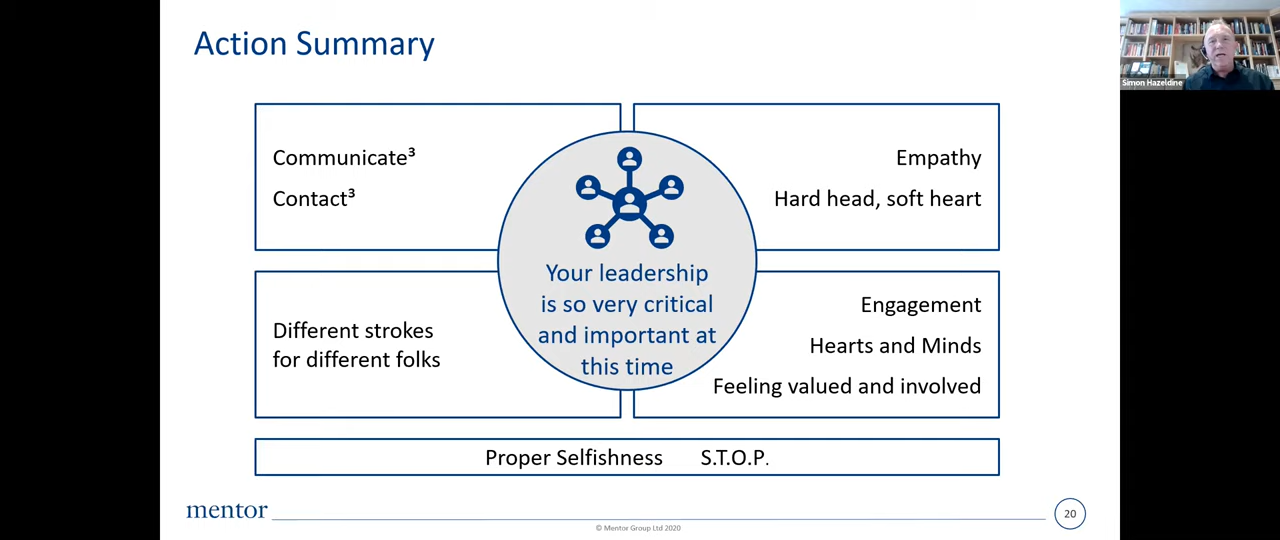 Action Summary
Simon Hazeldine
Communicate³
Contact³
Empathy
Hard head, soft heart
Your leadership
is so very critical
and important at
this time
Different strokes
for different folks
Engagement
Hearts and Minds
Feeling valued and involved
Proper Selfishness S.T.O.P.
mentor
20
© Mentor Group Ltd 2020